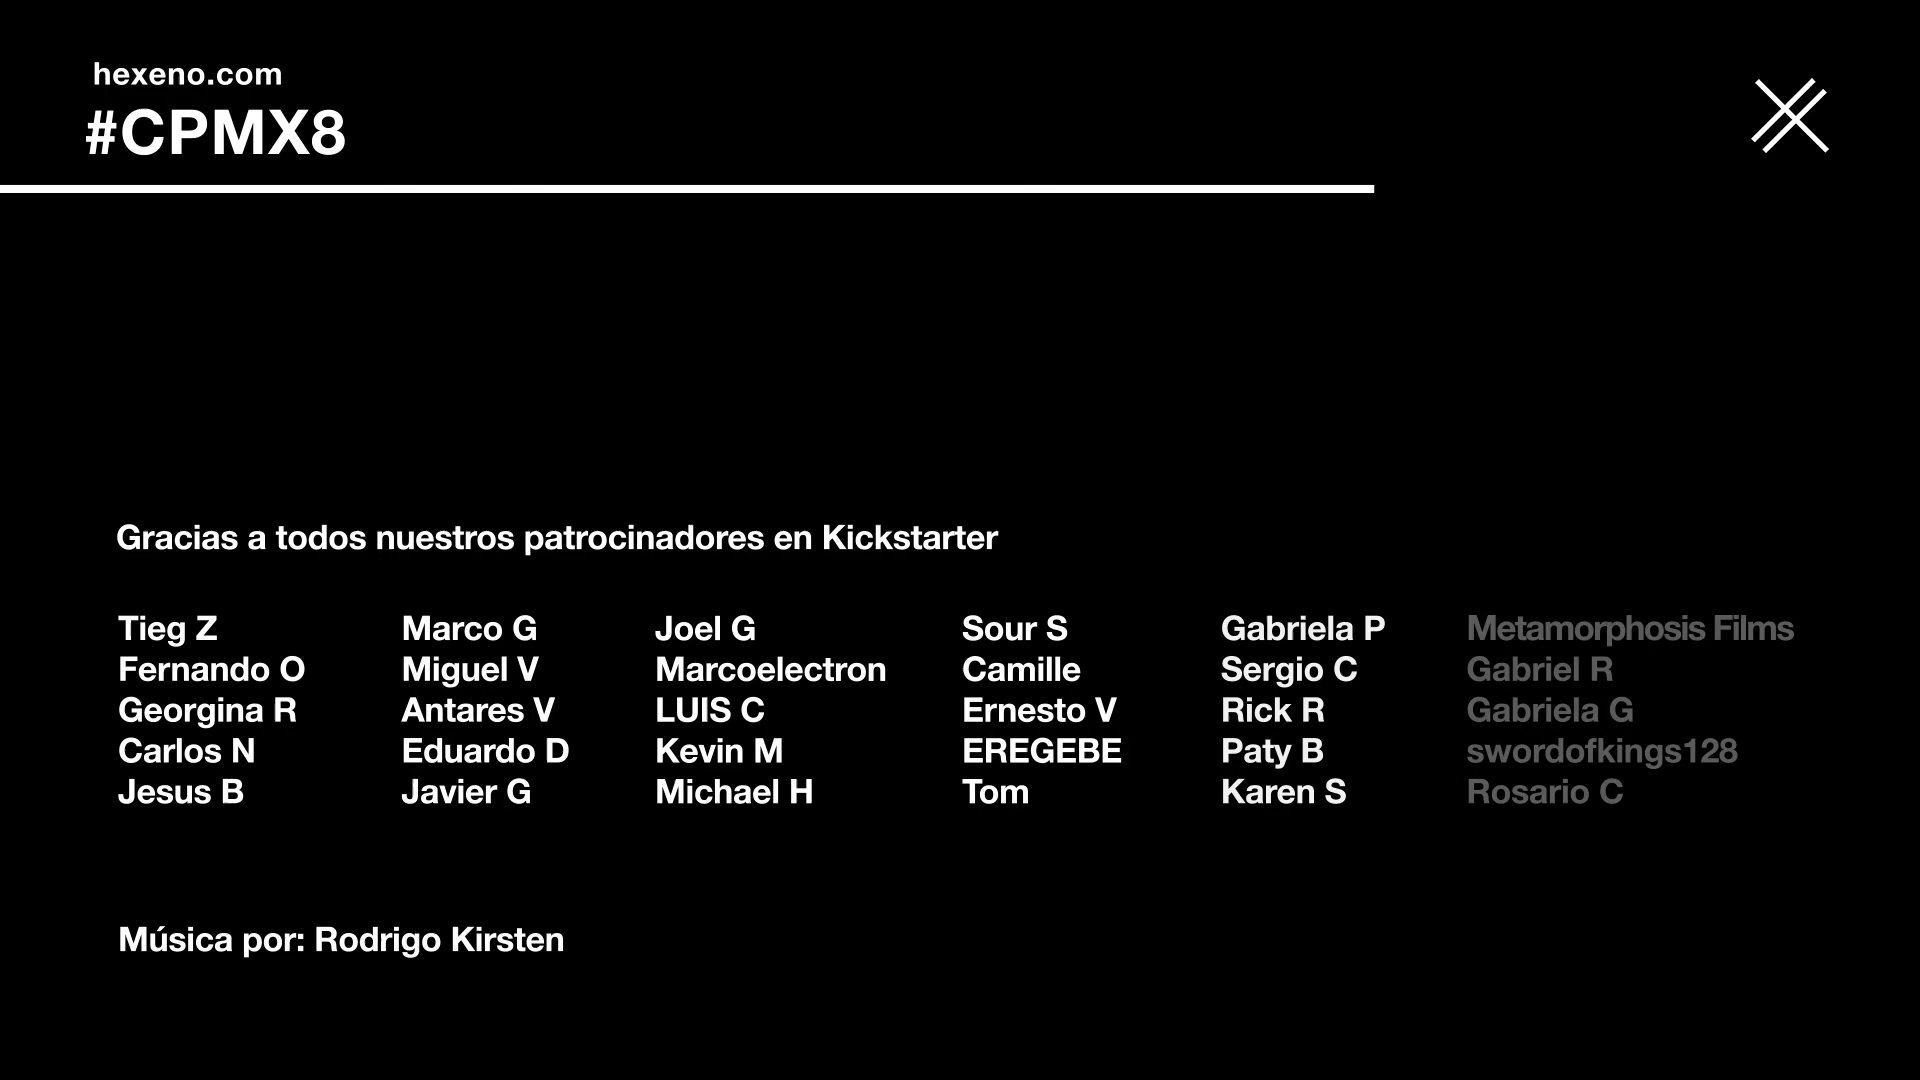 hexeno.com
#CPMX8
Gracias a todos nuestros patrocinadores en Kickstarter
Tieg Z
Fernando O
Georgina R
Carlos N
Jesus B
Marco G
Miguel V
Antares V
Eduardo D
Javier G
Joel G
Marcoelectron
LUIS C
Kevin M
Michael H
Sour S
Camille
Ernesto V
EREGEBE
Tom
Gabriela P
Sergio C
Rick R
Paty B
Karen S
Metamorphosis Films
Gabriel R
Gabriela G
swordofkings128
Rosario C
Música por: Rodrigo Kirsten